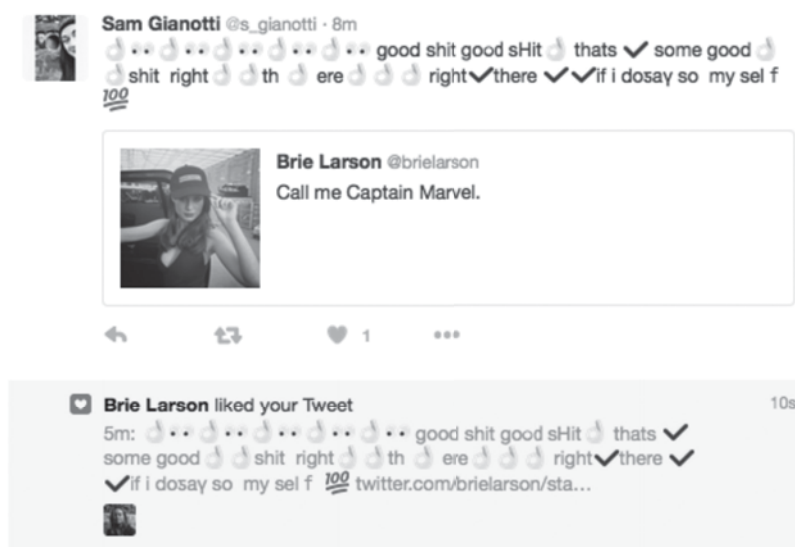 Sam Gianotti @s_gianotti · 8m
👌👀👌👀👌👀👌👀👌👀 good shit good sHit👌 thats ✔ some good👌
👌shit right👌👌th 👌 ere👌👌👌 right✔there ✔✔if i dosay so my sel f
💯
Brie Larson @brielarson
Call me Captain Marvel.
1
Brie Larson liked your Tweet
10s
5m: 👌👀👌👀👌👀👌👀👌👀 good shit good sHit👌 thats ✔
some good👌👌shit right👌👌th 👌 ere👌👌👌 right✔there ✔
✔if i dosay so my sel f 💯 twitter.com/brielarson/sta...